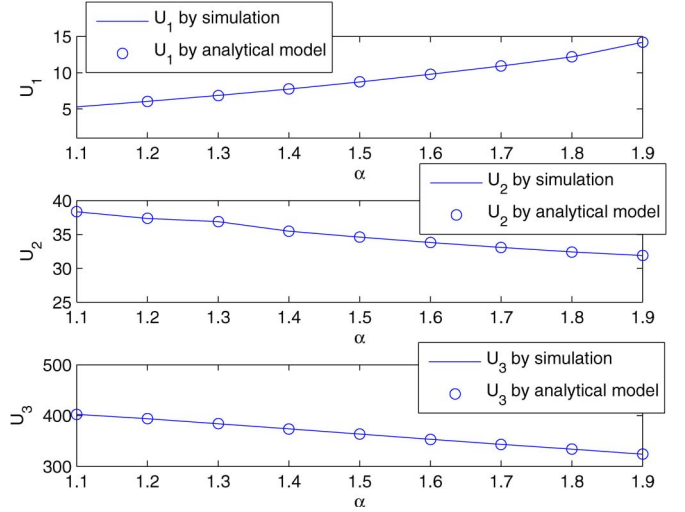 U1 by simulation
U1 by analytical model
15
10
5
U1
1.1 1.2 1.3 1.4 1.5 1.6 1.7 1.8 1.9
α
U2 by simulation
U2 by analytical model
40
35
30
25
U2
1.1 1.2 1.3 1.4 1.5 1.6 1.7 1.8 1.9
α
U3 by simulation
U3 by analytical model
500
400
300
U3
1.1 1.2 1.3 1.4 1.5 1.6 1.7 1.8 1.9
α